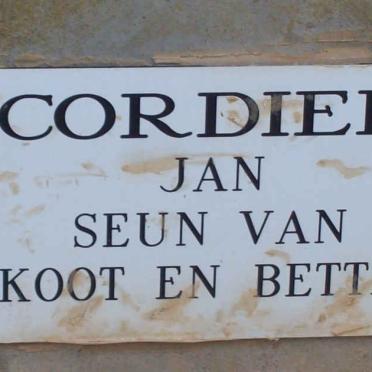 CORDIE
JAN
SEUN VAN
KOOT EN BETT